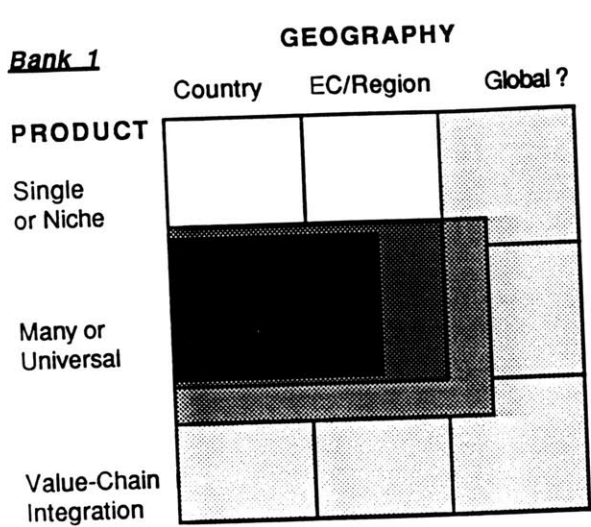 GEOGRAPHY
Bank 1
Country EC/Region Global ?
PRODUCT
Single
or Niche
Many or
Universal
Value-Chain
Integration